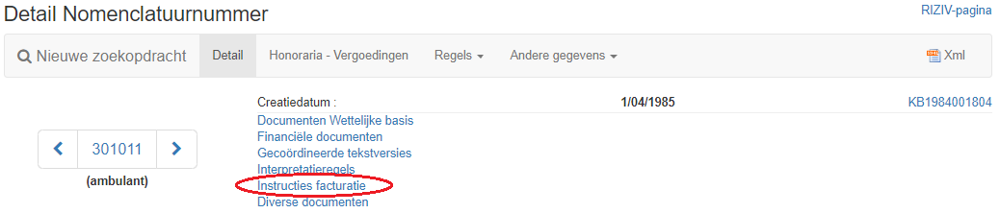 Detail Nomenclatuurnummer
RIZIV-pagina
Nieuwe zoekopdracht Detail Honoraria - Vergoedingen Regels Andere gegevens Xml
Creatiedatum : 1/04/1985 KB1984001804
Documenten Wettelijke basis
Financiële documenten
Gecoördineerde tekstversies
Interpretatieregels
Instructies facturatie
Diverse documenten
301011
(ambulant)